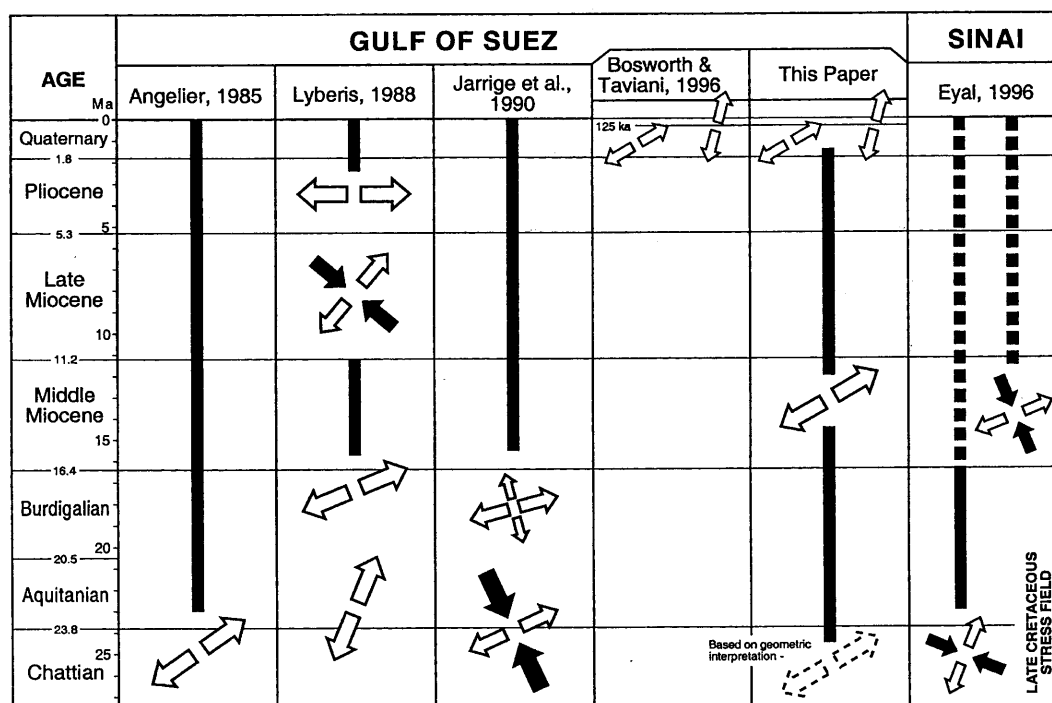 GULF OF SUEZ
SINAI
AGE
Ma
Angelier, 1985
Lyberis, 1988
Jarrige et al.,
1990
Bosworth &
Taviani, 1996
This Paper
Eyal, 1996
0
125 ka
Quaternary
1.8
Pliocene
5
5.3
Late
Miocene
10
11.2
Middle
Miocene
15
16.4
Burdigalian
20
20.5
Aquitanian
23.8
25
Chattian
Based on geometric
interpretation -
LATE CRETACEOUS
STRESS FIELD